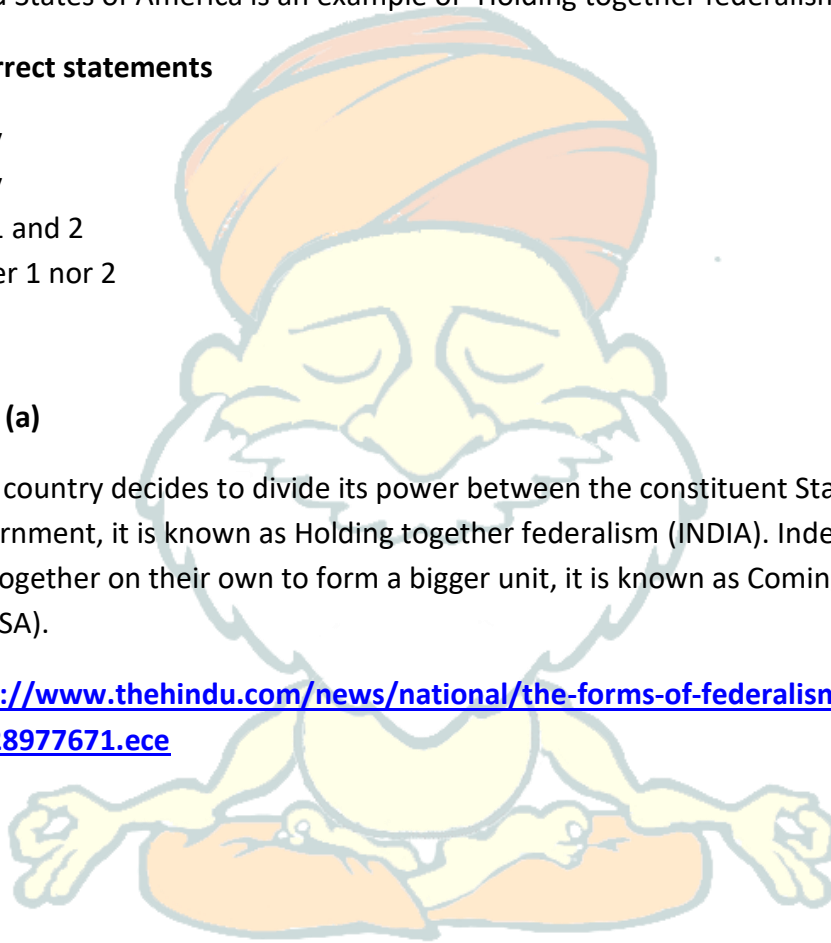 States of America is an example of 'Holding together federalism
rrect statements
1 and 2
er 1 nor 2
(a)
country decides to divide its power between the constituent Sta
ernment, it is known as Holding together federalism (INDIA). Inde
ogether on their own to form a bigger unit, it is known as Comin
SA).
://www.thehindu.com/news/national/the-forms-of-federalism
28977671.ece